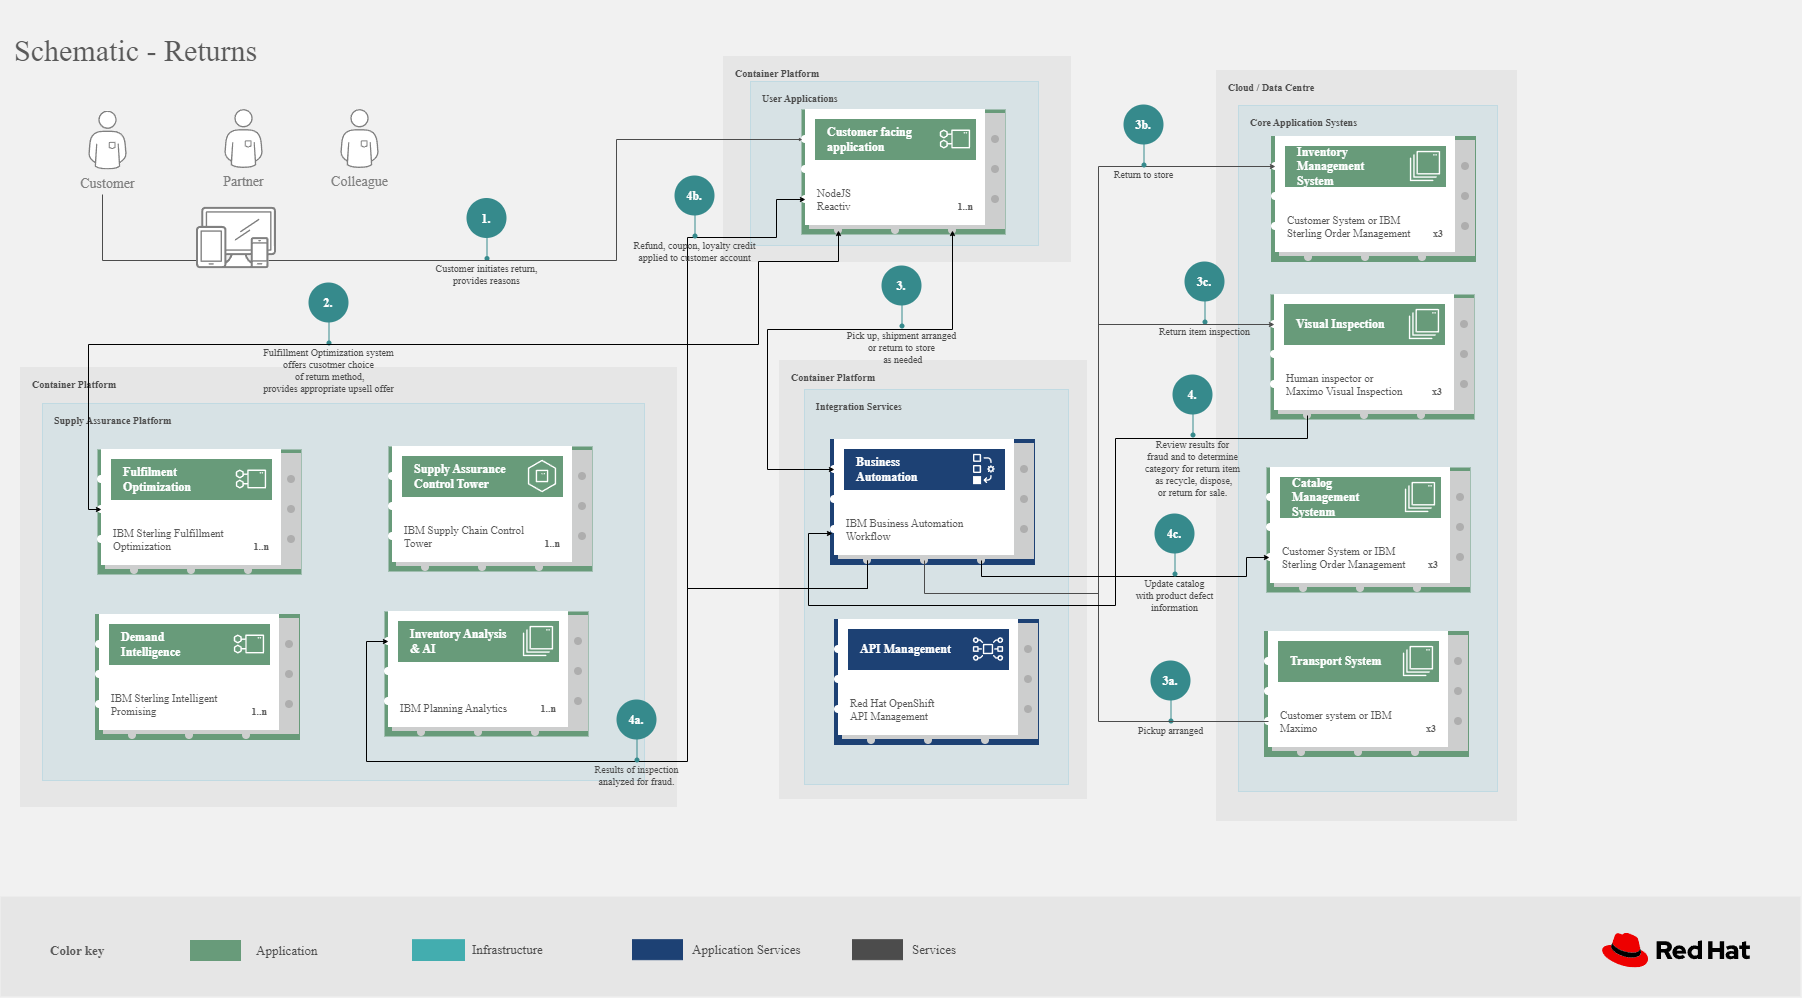 Schematic - Returns
Customer
Partner
Colleague
1.
Customer initiates return,
provides reasons
2.
Fulfillment Optimization system
offers cusotmer choice
of return method,
provides appropriate upsell offer
4b.
Refund, coupon, loyalty credit
applied to customer account
Container Platform
User Applications
Customer facing
application
NodeJS
Reactiv
1..n
3.
Pick up, shipment arranged
or return to store
as needed
Container Platform
Supply Assurance Platform
Fulfilment
Optimization
IBM Sterling Fulfillment
Optimization
1..n
Supply Assurance
Control Tower
IBM Supply Chain Control
Tower
1..n
Demand
Intelligence
IBM Sterling Intelligent
Promising
1..n
Inventory Analysis
& AI
IBM Planning Analytics
1..n
4a.
Results of inspection
analyzed for fraud.
Container Platform
Integration Services
Business
Automation
IBM Business Automation
Workflow
API Management
Red Hat OpenShift
API Management
3b.
Return to store
3c.
Return item inspection
4.
Review results for
fraud and to determine
category for return item
as recycle, dispose,
or return for sale.
4c.
Update catalog
with product defect
information
3a.
Pickup arranged
Cloud / Data Centre
Core Application Systens
Inventory
Management
System
Customer System or IBM
Sterling Order Management
x3
Visual Inspection
Human inspector or
Maximo Visual Inspection
x3
Catalog
Management
Systenm
Customer System or IBM
Sterling Order Management
x3
Transport System
Customer system or IBM
Maximo
x3
Color key
Application
Infrastructure
Application Services
Services
Red Hat